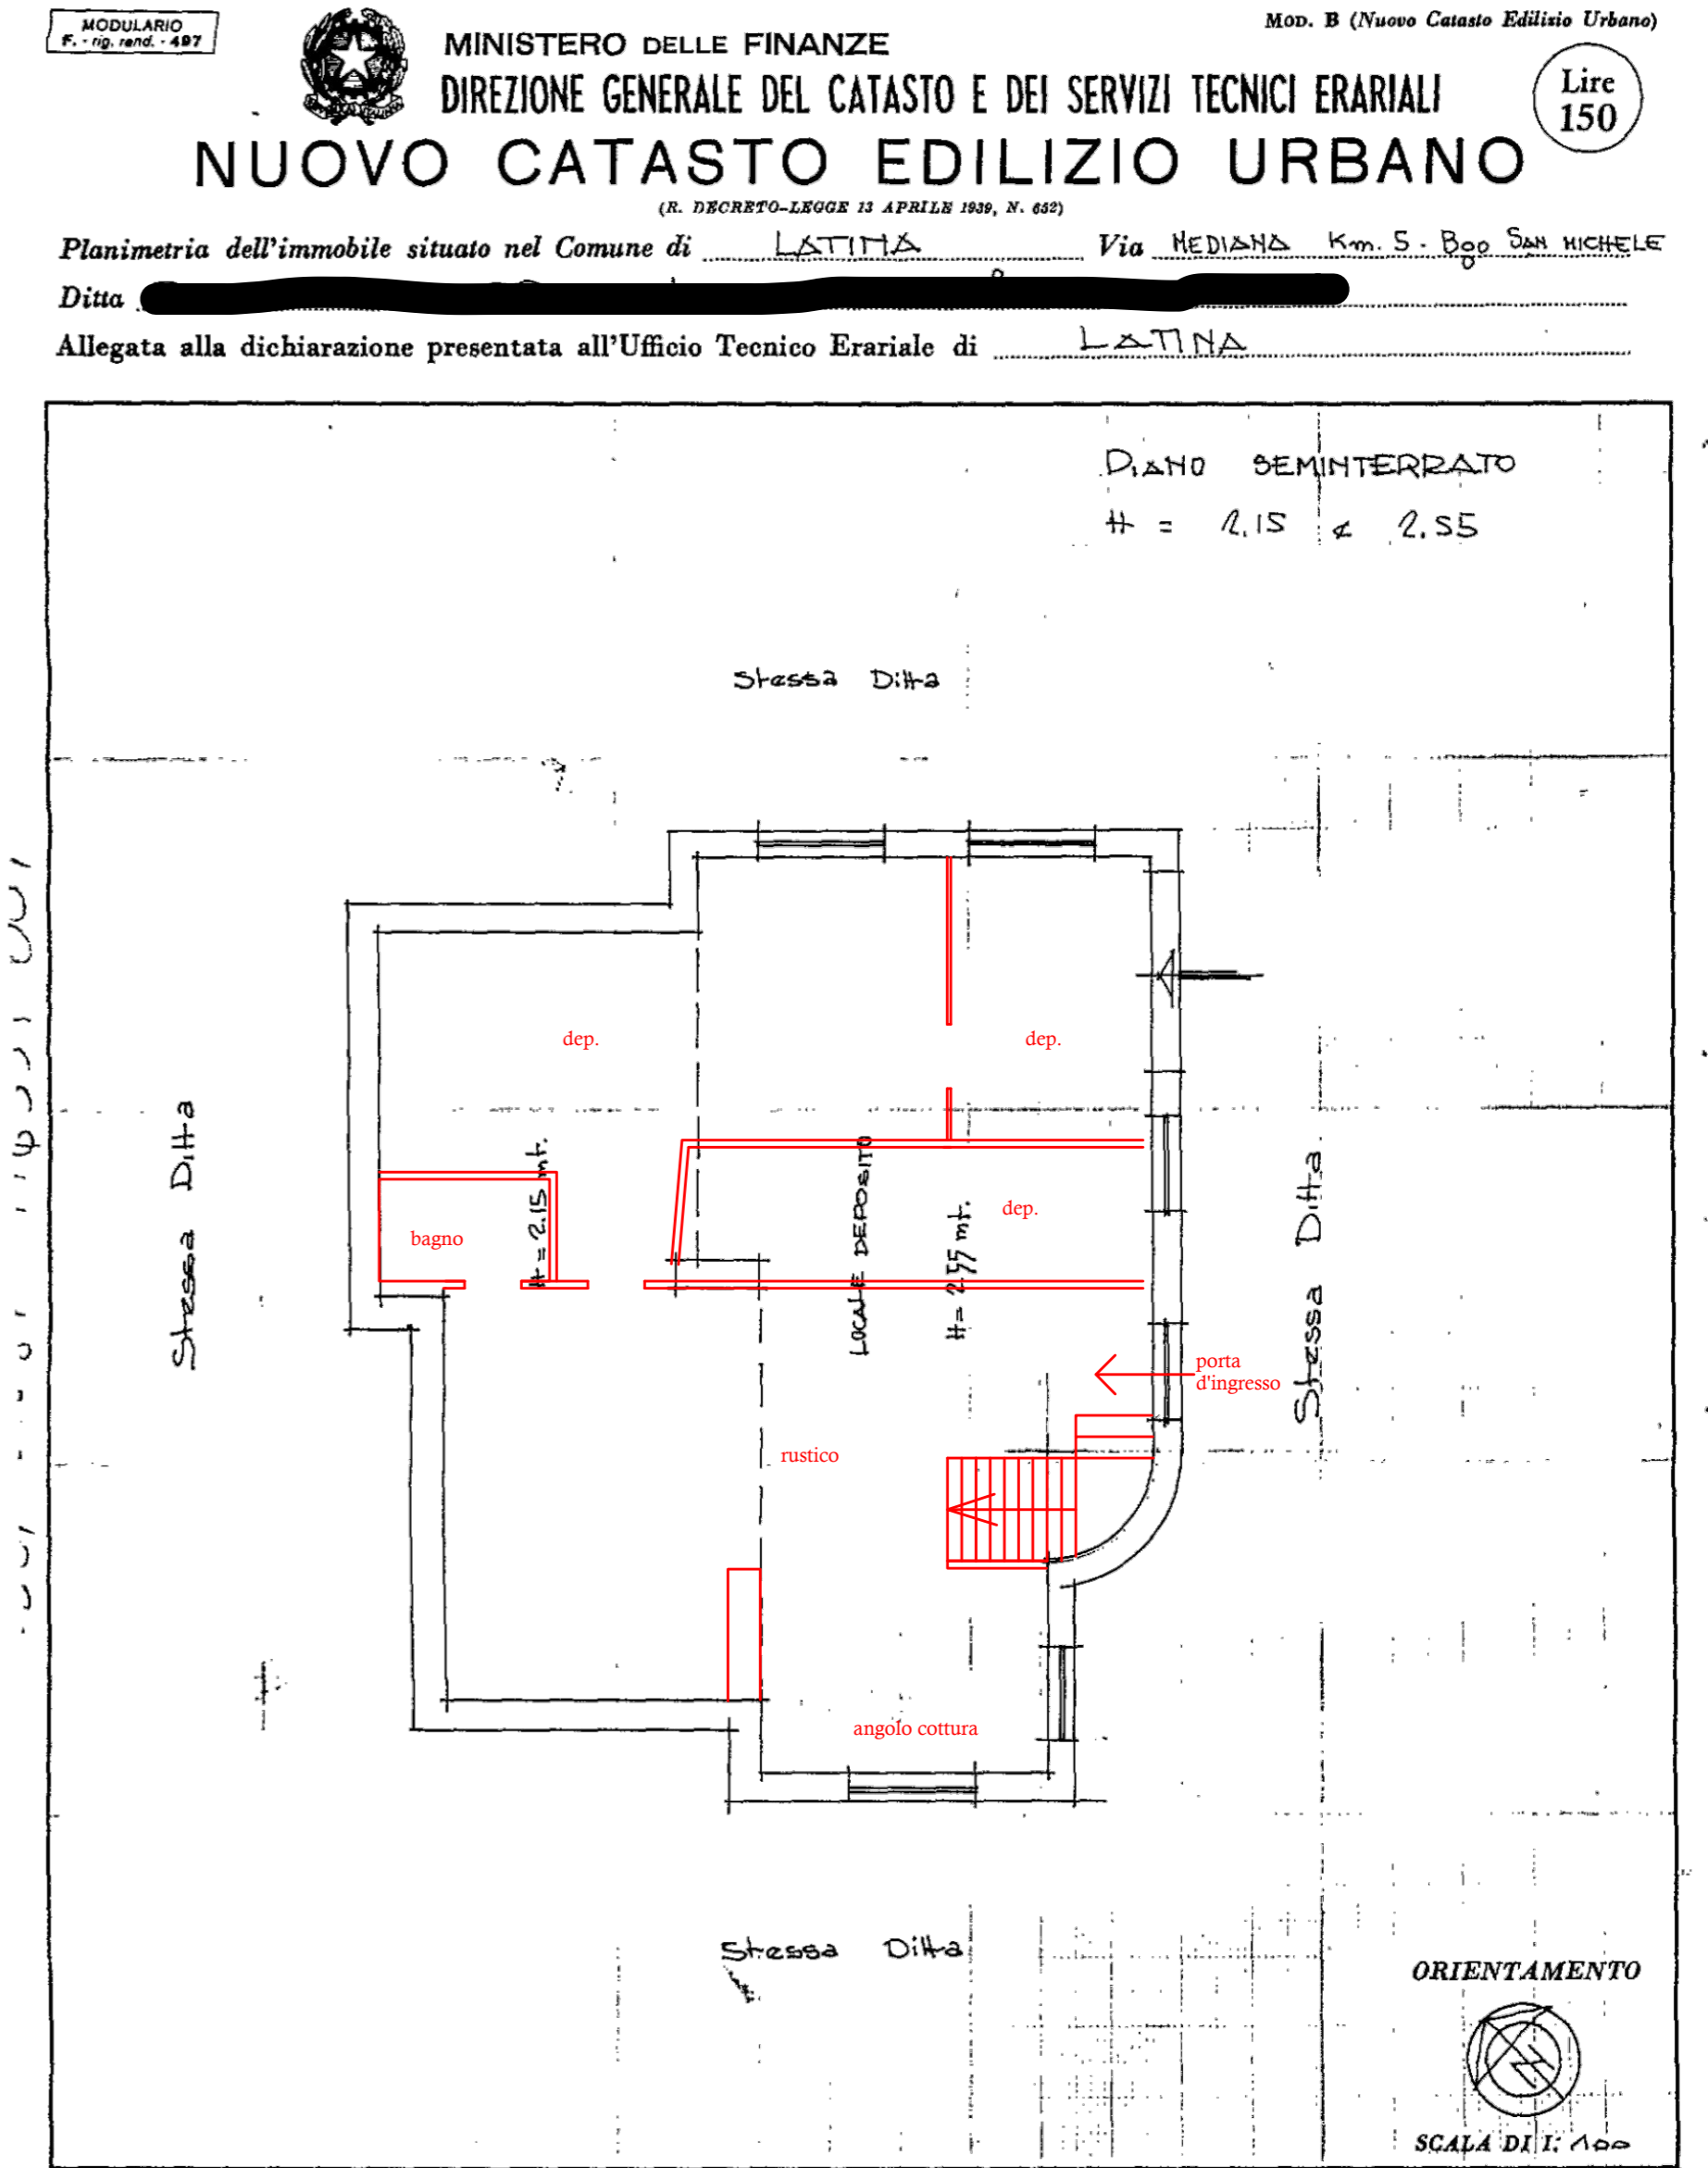 MODULARIO
F. - rig. rend. - 497
MOD. B (Nuovo Catasto Edilizio Urbano)
MINISTERO DELLE FINANZE
DIREZIONE GENERALE DEL CATASTO E DEI SERVIZI TECNICI ERARIALI
Lire
150
NUOVO CATASTO EDILIZIO URBANO
(R. DECRETO-LEGGE 13 APRILE 1939, N. 652)
Planimetria dell'immobile situato nel Comune di LATINA Via MEDIANA Km. 5 - Bgo SAN MICHELE
Ditta
Allegata alla dichiarazione presentata all'Ufficio Tecnico Erariale di LATINA
PIANO SEMINTERRATO
H = 2.15 e 2.55
Stessa Ditta
dep.
dep.
Stessa Ditta
H = 2.15 mt.
LOCALE DEPOSITO
H = 2.55 mt.
Stessa Ditta
bagno
dep.
porta
d'ingresso
rustico
angolo cottura
Stessa Ditta
ORIENTAMENTO
SCALA DI 1: 100